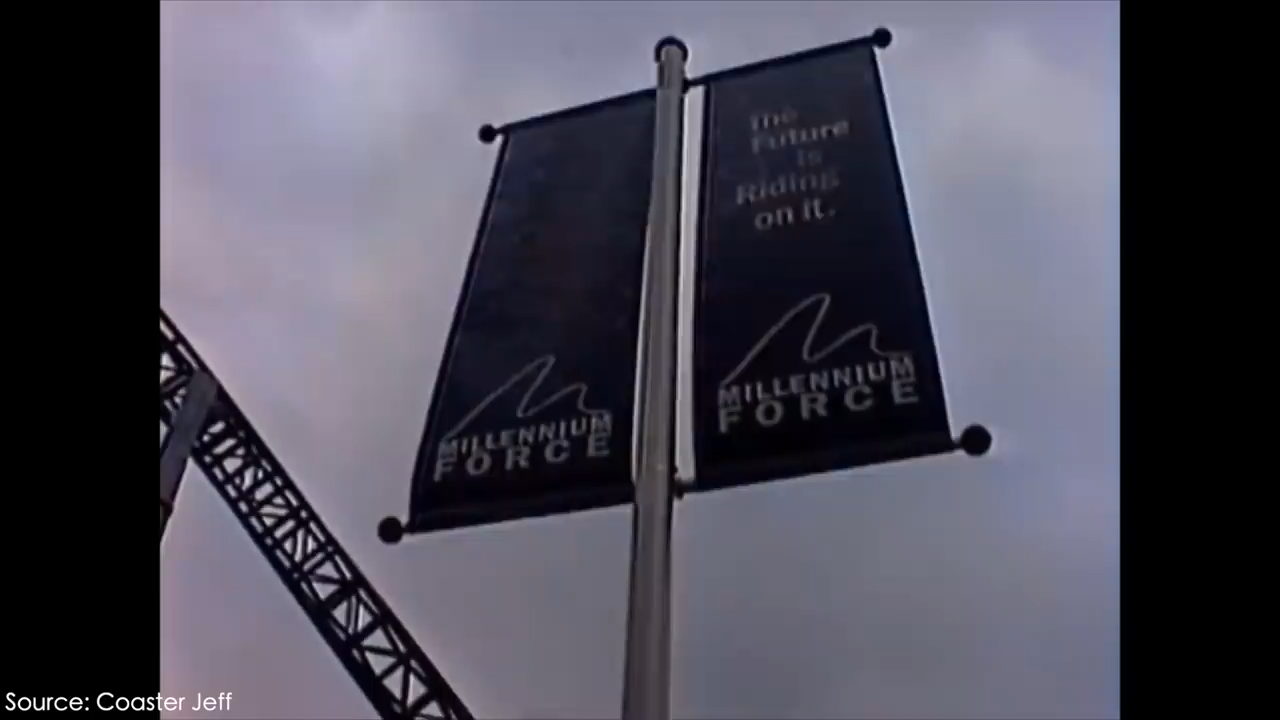 The
Future
is
Riding
on it.
MILLENNIUM
FORCE
MILLENNIUM
FORCE
Source: Coaster Jeff